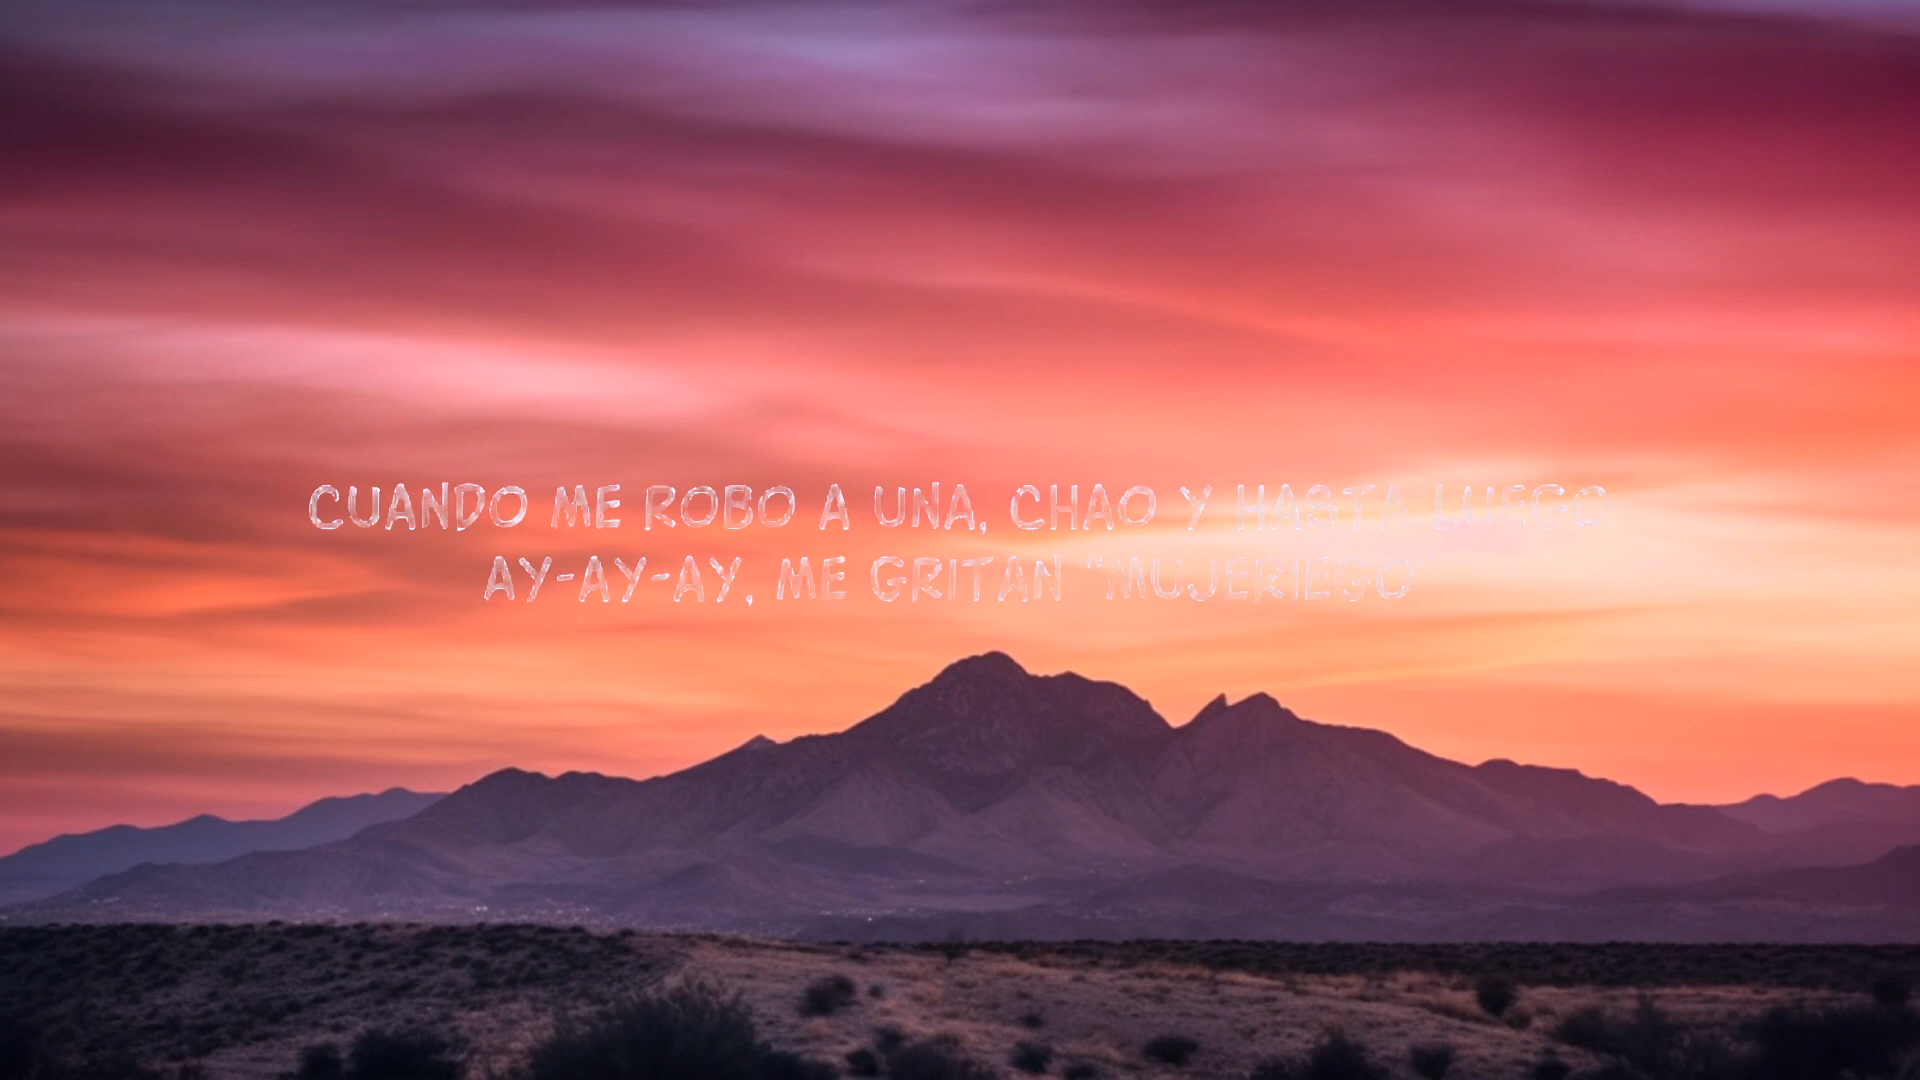 CUANDO ME ROBO A UNA, CHAO Y HASTA LUEGO
AY-AY-AY, ME GRITAN "MUJERIEGO"